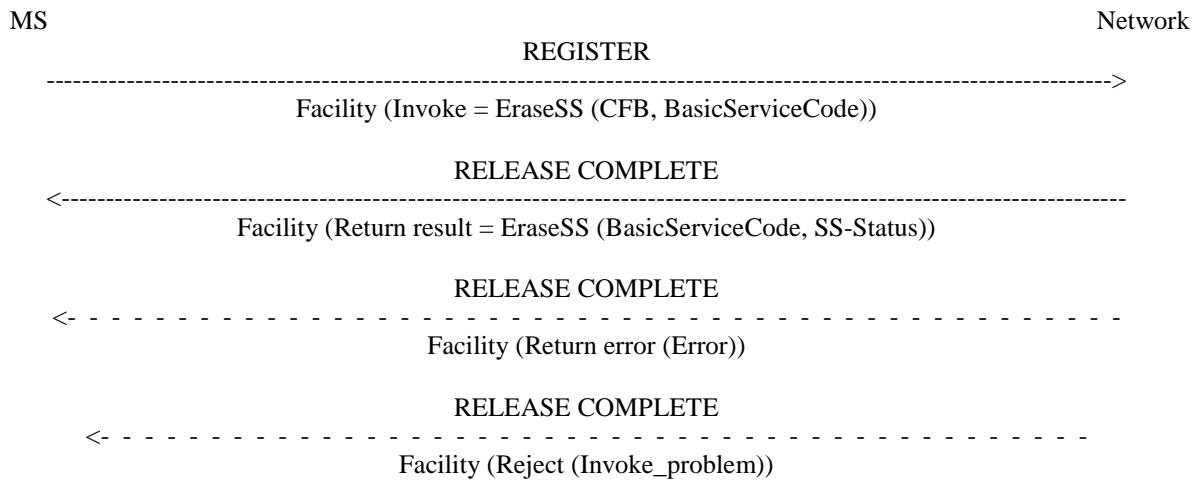 MS Network
REGISTER
Facility (Invoke = EraseSS (CFB, BasicServiceCode))
RELEASE COMPLETE
Facility (Return result = EraseSS (BasicServiceCode, SS-Status))
RELEASE COMPLETE
Facility (Return error (Error))
RELEASE COMPLETE
Facility (Reject (Invoke_problem))